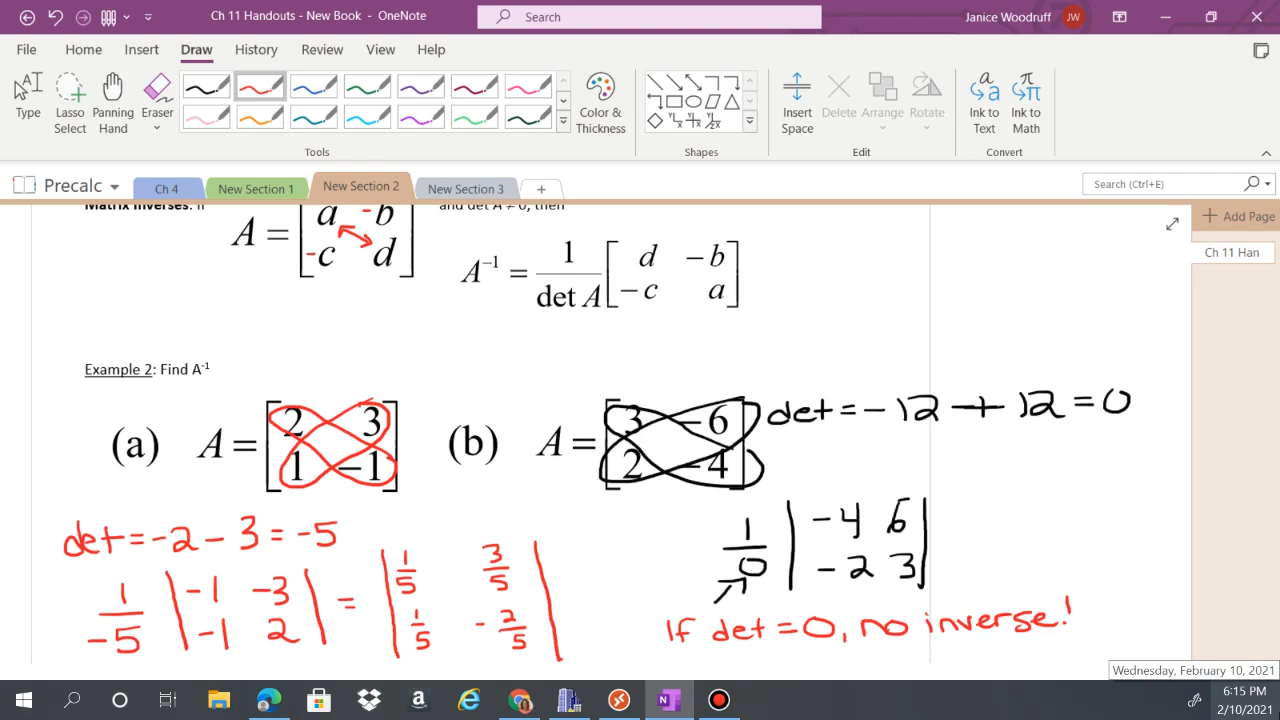 Ch 11 Handouts - New Book - OneNote
Search
Janice Woodruff
JW
File Home Insert Draw History Review View Help
Type
Lasso Select
Panning Hand
Eraser
Color & Thickness
Insert Space
Delete
Arrange
Rotate
Ink to Text
Ink to Math
Tools
Shapes
Edit
Convert
Precalc
Ch 4
New Section 1
New Section 2
New Section 3
+
Search (Ctrl+E)
+ Add Page
Ch 11 Han
Matrix Inverses: If
and det A ≠ 0, then
A = [a -b
-c d]
A⁻¹ = 1/det A [d −b
−c a]
Example 2: Find A⁻¹
(a) A = [2 3
1 −1]
(b) A = [3 −6
2 −4]
det = -12 + 12 = 0
det = -2 - 3 = -5
1/-5 | -1 -3
-1 2 | = | 1/5 3/5
1/5 -2/5 |
1/0 | -4 6
-2 3 |
If det = 0, no inverse!
Wednesday, February 10, 2021
6:15 PM
2/10/2021